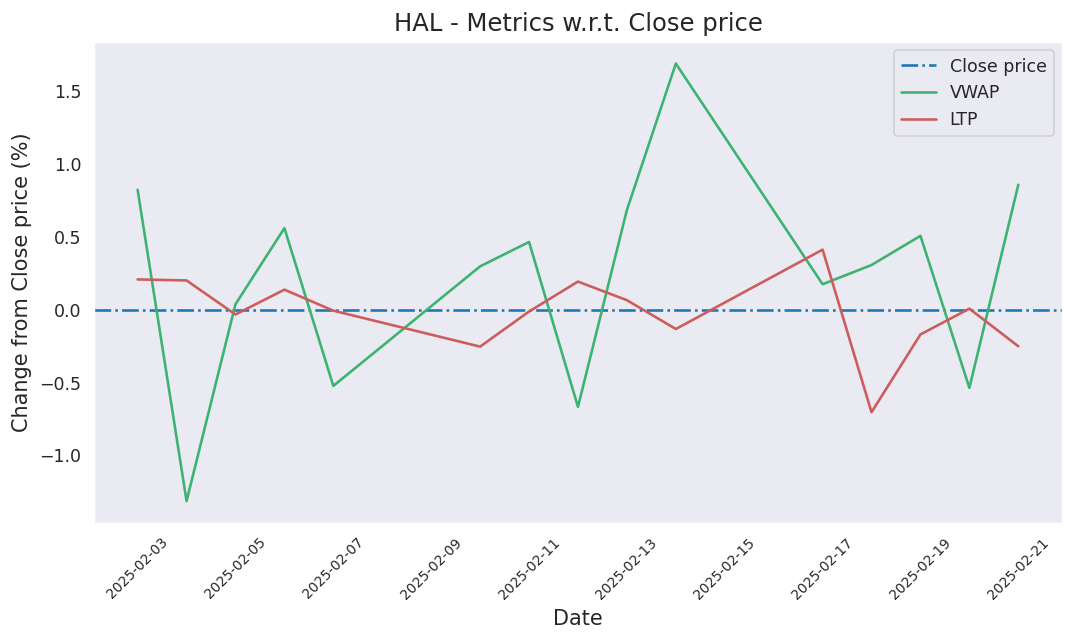 HAL - Metrics w.r.t. Close price
Close price
VWAP
LTP
Change from Close price (%)
1.5
1.0
0.5
0.0
−0.5
−1.0
2025-02-03
2025-02-05
2025-02-07
2025-02-09
2025-02-11
2025-02-13
2025-02-15
2025-02-17
2025-02-19
2025-02-21
Date